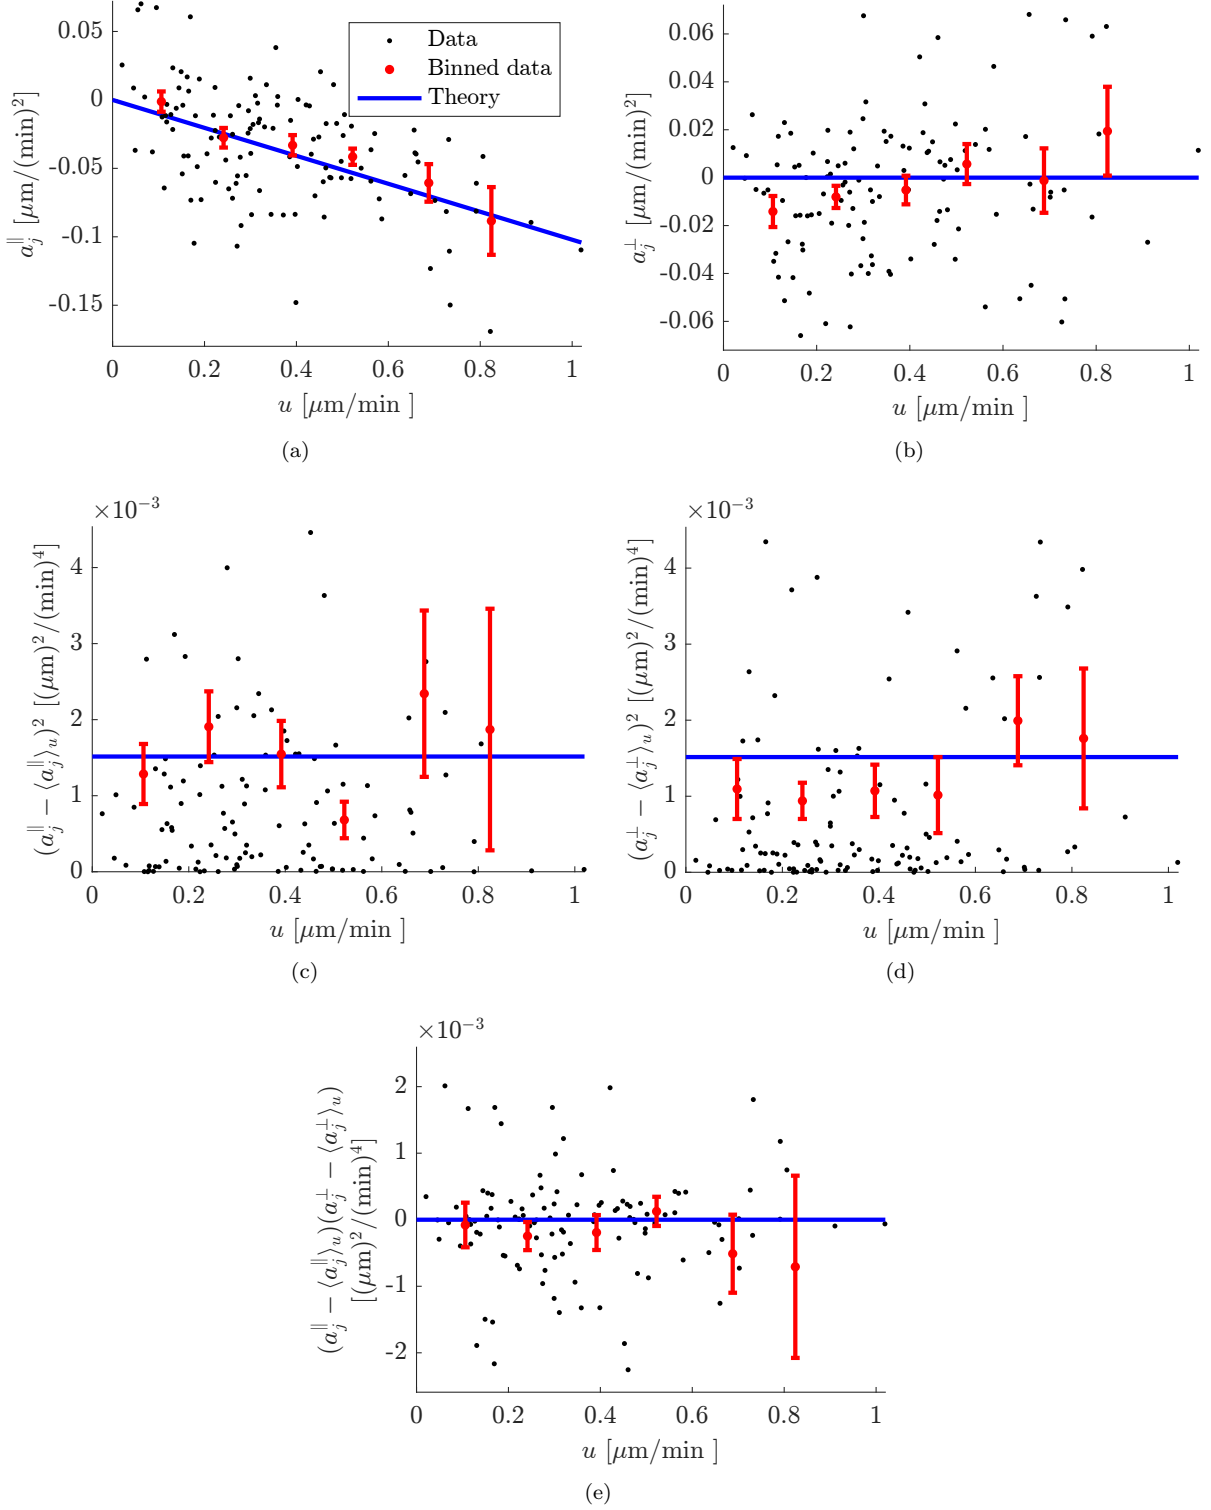 0.05
0
-0.05
-0.1
-0.15
a_j^∥ [μm/(min)²]
Data
Binned data
Theory
0 0.2 0.4 0.6 0.8 1
u [μm/min ]
(a)
0.06
0.04
0.02
0
-0.02
-0.04
-0.06
a_j^⊥ [μm/(min)²]
0 0.2 0.4 0.6 0.8 1
u [μm/min ]
(b)
×10⁻³
4
3
2
1
0
(a_j^∥ − ⟨a_j^∥⟩_u)² [(μm)²/(min)⁴]
0 0.2 0.4 0.6 0.8 1
u [μm/min ]
(c)
×10⁻³
4
3
2
1
0
(a_j^⊥ − ⟨a_j^⊥⟩_u)² [(μm)²/(min)⁴]
0 0.2 0.4 0.6 0.8 1
u [μm/min ]
(d)
×10⁻³
2
1
0
-1
-2
(a_j^∥ − ⟨a_j^∥⟩_u)(a_j^⊥ − ⟨a_j^⊥⟩_u)
[(μm)²/(min)⁴]
0 0.2 0.4 0.6 0.8 1
u [μm/min ]
(e)